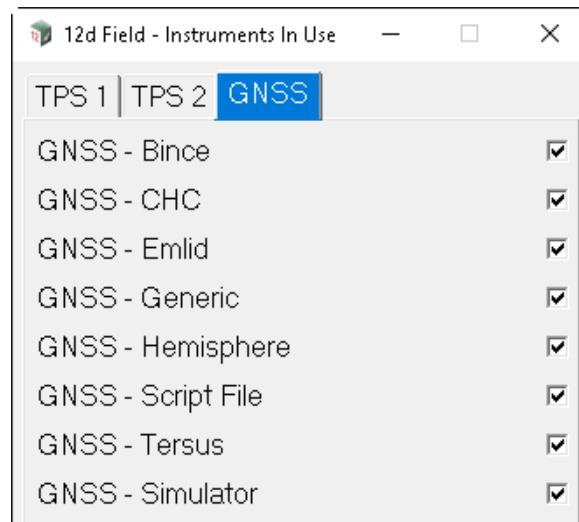 12d Field - Instruments In Use
TPS 1 TPS 2 GNSS
GNSS - Bince
GNSS - CHC
GNSS - Emlid
GNSS - Generic
GNSS - Hemisphere
GNSS - Script File
GNSS - Tersus
GNSS - Simulator